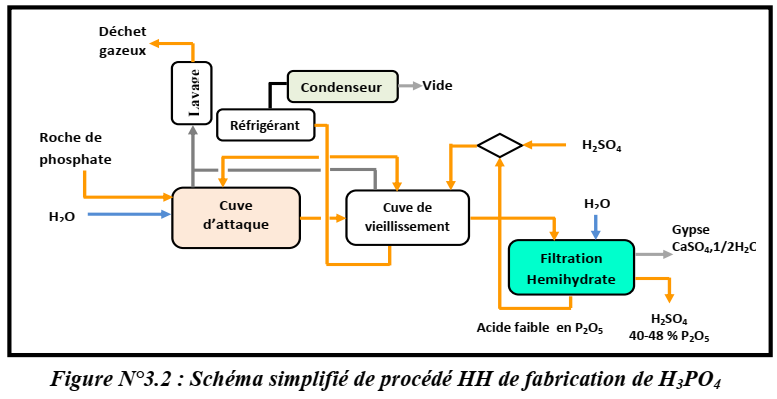 Déchet
gazeux
Lavage
Condenseur
Vide
Réfrigérant
Roche de
phosphate
H₂SO₄
H₂O
Cuve
d’attaque
Cuve de
vieillissement
H₂O
Gypse
CaSO₄,1/2H₂C
Filtration
Hemihydrate
Acide faible en P₂O₅
H₂SO₄
40-48 % P₂O₅
Figure N°3.2 : Schéma simplifié de procédé HH de fabrication de H₃PO₄